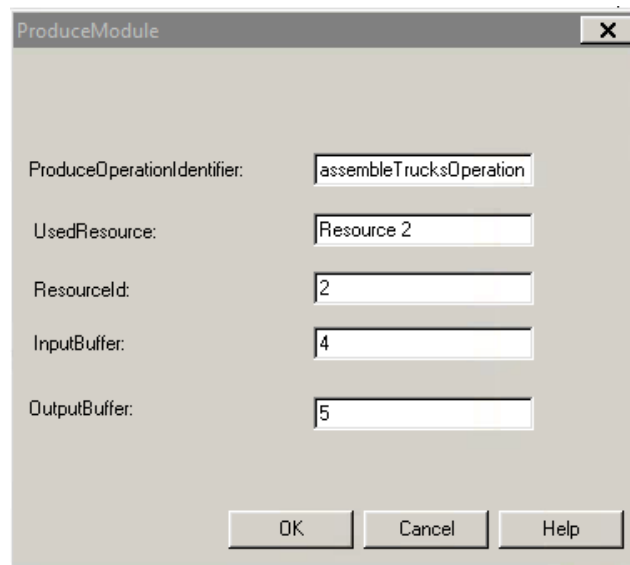 ProduceModule
ProduceOperationIdentifier: assembleTrucksOperation
UsedResource: Resource 2
ResourceId: 2
InputBuffer: 4
OutputBuffer: 5
OK Cancel Help